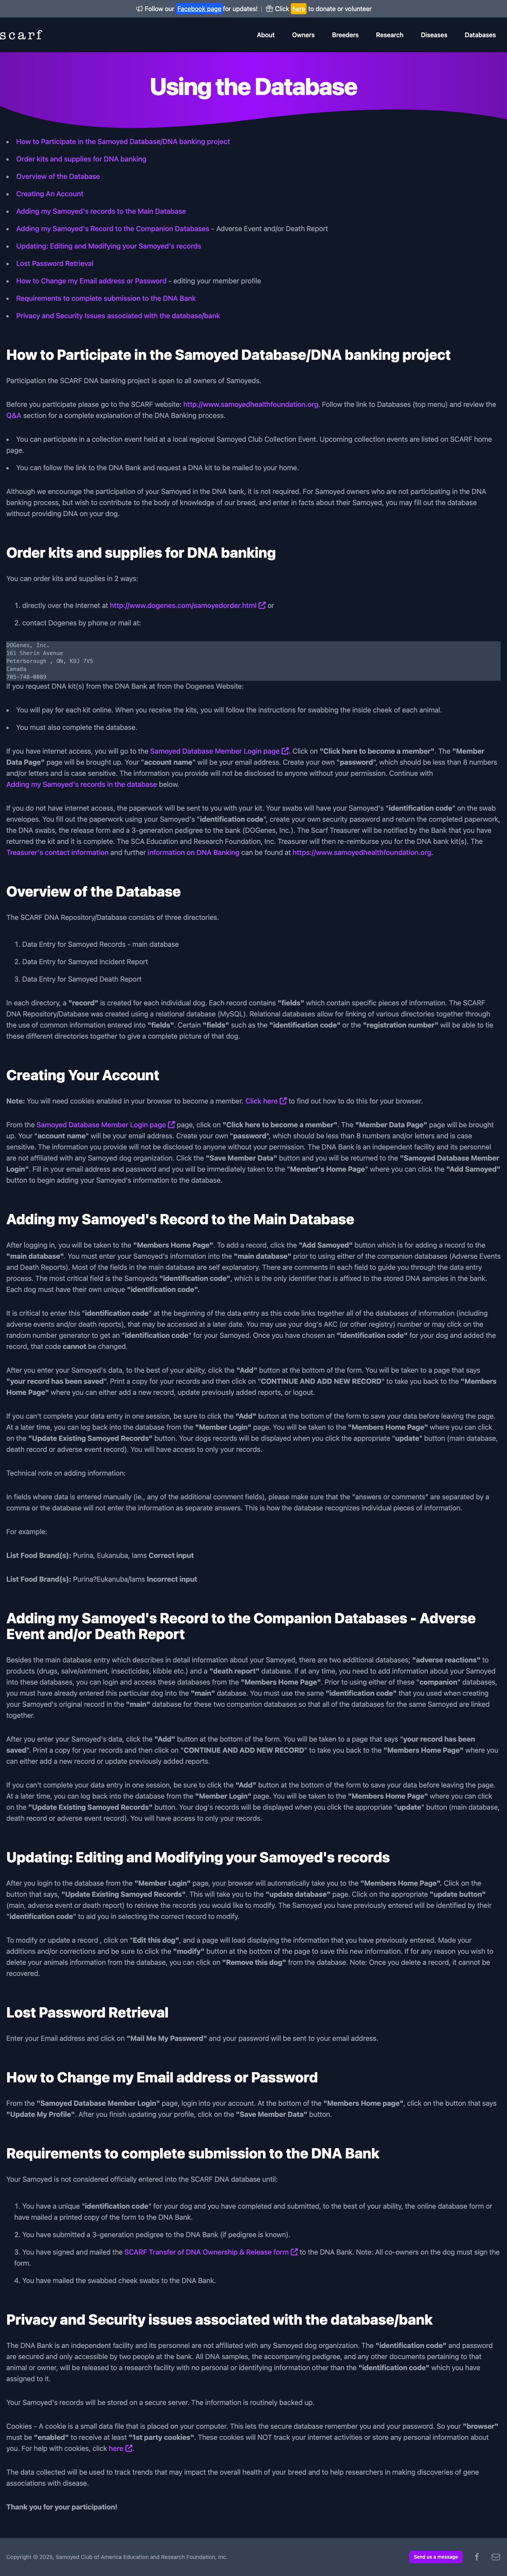 Follow our Facebook page for updates! | Click here to donate or volunteer
scarf
About Owners Breeders Research Diseases Databases
Using the Database
• How to Participate in the Samoyed Database/DNA banking project
• Order kits and supplies for DNA banking
• Overview of the Database
• Creating An Account
• Adding my Samoyed's records to the Main Database
• Adding my Samoyed's Record to the Companion Databases - Adverse Event and/or Death Report
• Updating: Editing and Modifying your Samoyed's records
• Lost Password Retrieval
• How to Change my Email address or Password - editing your member profile
• Requirements to complete submission to the DNA Bank
• Privacy and Security Issues associated with the database/bank
How to Participate in the Samoyed Database/DNA banking project
Participation the SCARF DNA banking project is open to all owners of Samoyeds.
Before you participate please go to the SCARF website: http://www.samoyedhealthfoundation.org. Follow the link to Databases (top menu) and review the
Q&A section for a complete explanation of the DNA Banking process.
• You can participate in a collection event held at a local regional Samoyed Club Collection Event. Upcoming collection events are listed on SCARF home
page.
• You can follow the link to the DNA Bank and request a DNA kit to be mailed to your home.
Although we encourage the participation of your Samoyed in the DNA bank, it is not required. For Samoyed owners who are not participating in the DNA
banking process, but wish to contribute to the body of knowledge of our breed, and enter in facts about their Samoyed, you may fill out the database
without providing DNA on your dog.
Order kits and supplies for DNA banking
You can order kits and supplies in 2 ways:
1. directly over the Internet at http://www.dogenes.com/samoyedorder.html or
2. contact Dogenes by phone or mail at:
DOGenes, Inc.
161 Sherin Avenue
Peterborough , ON, K9J 7V5
Canada
705-748-0089
If you request DNA kit(s) from the DNA Bank at from the Dogenes Website:
• You will pay for each kit online. When you receive the kits, you will follow the instructions for swabbing the inside cheek of each animal.
• You must also complete the database.
If you have internet access, you will go to the Samoyed Database Member Login page. Click on "Click here to become a member". The "Member
Data Page" page will be brought up. Your "account name" will be your email address. Create your own "password", which should be less than 8 numbers
and/or letters and is case sensitive. The information you provide will not be disclosed to anyone without your permission. Continue with
Adding my Samoyed's records in the database below.
If you do not have internet access, the paperwork will be sent to you with your kit. Your swabs will have your Samoyed's "identification code" on the swab
envelopes. You fill out the paperwork using your Samoyed's "identification code", create your own security password and return the completed paperwork,
the DNA swabs, the release form and a 3-generation pedigree to the bank (DOGenes, Inc.). The Scarf Treasurer will be notified by the Bank that you have
returned the kit and it is complete. The SCA Education and Research Foundation, Inc. Treasurer will then re-reimburse you for the DNA bank kit(s). The
Treasurer's contact information and further information on DNA Banking can be found at https://www.samoyedhealthfoundation.org.
Overview of the Database
The SCARF DNA Repository/Database consists of three directories.
1. Data Entry for Samoyed Records - main database
2. Data Entry for Samoyed Incident Report
3. Data Entry for Samoyed Death Report
In each directory, a "record" is created for each individual dog. Each record contains "fields" which contain specific pieces of information. The SCARF
DNA Repository/Database was created using a relational database (MySQL). Relational databases allow for linking of various directories together through
the use of common information entered into "fields". Certain "fields" such as the "identification code" or the "registration number" will be able to tie
these different directories together to give a complete picture of that dog.
Creating Your Account
Note: You will need cookies enabled in your browser to become a member. Click here to find out how to do this for your browser.
From the Samoyed Database Member Login page page, click on "Click here to become a member". The "Member Data Page" page will be brought
up. Your "account name" will be your email address. Create your own "password", which should be less than 8 numbers and/or letters and is case
sensitive. The information you provide will not be disclosed to anyone without your permission. The DNA Bank is an independent facility and its personnel
are not affiliated with any Samoyed dog organization. Click the "Save Member Data" button and you will be returned to the "Samoyed Database Member
Login". Fill in your email address and password and you will be immediately taken to the "Member's Home Page" where you can click the "Add Samoyed"
button to begin adding your Samoyed's information to the database.
Adding my Samoyed's Record to the Main Database
After logging in, you will be taken to the "Members Home Page". To add a record, click the "Add Samoyed" button which is for adding a record to the
"main database". You must enter your Samoyed's information into the "main database" prior to using either of the companion databases (Adverse Events
and Death Reports). Most of the fields in the main database are self explanatory. There are comments in each field to guide you through the data entry
process. The most critical field is the Samoyeds "identification code", which is the only identifier that is affixed to the stored DNA samples in the bank.
Each dog must have their own unique "identification code".
It is critical to enter this "identification code" at the beginning of the data entry as this code links together all of the databases of information (including
adverse events and/or death reports), that may be accessed at a later date. You may use your dog's AKC (or other registry) number or may click on the
random number generator to get an "identification code" for your Samoyed. Once you have chosen an "identification code" for your dog and added the
record, that code cannot be changed.
After you enter your Samoyed's data, to the best of your ability, click the "Add" button at the bottom of the form. You will be taken to a page that says
"your record has been saved". Print a copy for your records and then click on "CONTINUE AND ADD NEW RECORD" to take you back to the "Members
Home Page" where you can either add a new record, update previously added reports, or logout.
If you can't complete your data entry in one session, be sure to click the "Add" button at the bottom of the form to save your data before leaving the page.
At a later time, you can log back into the database from the "Member Login" page. You will be taken to the "Members Home Page" where you can click
on the "Update Existing Samoyed Records" button. Your dogs records will be displayed when you click the appropriate "update" button (main database,
death record or adverse event record). You will have access to only your records.
Technical note on adding information:
In fields where data is entered manually (ie., any of the additional comment fields), please make sure that the "answers or comments" are separated by a
comma or the database will not enter the information as separate answers. This is how the database recognizes individual pieces of information.
For example:
List Food Brand(s): Purina, Eukanuba, Iams Correct input
List Food Brand(s): Purina?Eukanuba/Iams Incorrect input
Adding my Samoyed's Record to the Companion Databases - Adverse
Event and/or Death Report
Besides the main database entry which describes in detail information about your Samoyed, there are two additional databases; "adverse reactions" to
products (drugs, salve/ointment, insecticides, kibble etc.) and a "death report" database. If at any time, you need to add information about your Samoyed
into these databases, you can login and access these databases from the "Members Home Page". Prior to using either of these "companion" databases,
you must have already entered this particular dog into the "main" database. You must use the same "identification code" that you used when creating
your Samoyed's original record in the "main" database for these two companion databases so that all of the databases for the same Samoyed are linked
together.
After you enter your Samoyed's data, click the "Add" button at the bottom of the form. You will be taken to a page that says "your record has been
saved". Print a copy for your records and then click on "CONTINUE AND ADD NEW RECORD" to take you back to the "Members Home Page" where you
can either add a new record or update previously added reports.
If you can't complete your data entry in one session, be sure to click the "Add" button at the bottom of the form to save your data before leaving the page.
At a later time, you can log back into the database from the "Member Login" page. You will be taken to the "Members Home Page" where you can click
on the "Update Existing Samoyed Records" button. Your dog's records will be displayed when you click the appropriate "update" button (main database,
death record or adverse event record). You will have access to only your records.
Updating: Editing and Modifying your Samoyed's records
After you login to the database from the "Member Login" page, your browser will automatically take you to the "Members Home Page". Click on the
button that says, "Update Existing Samoyed Records". This will take you to the "update database" page. Click on the appropriate "update button"
(main, adverse event or death report) to retrieve the records you would like to modify. The Samoyed you have previously entered will be identified by their
"identification code" to aid you in selecting the correct record to modify.
To modify or update a record , click on "Edit this dog", and a page will load displaying the information that you have previously entered. Made your
additions and/or corrections and be sure to click the "modify" button at the bottom of the page to save this new information. If for any reason you wish to
delete your animals information from the database, you can click on "Remove this dog" from the database. Note: Once you delete a record, it cannot be
recovered.
Lost Password Retrieval
Enter your Email address and click on "Mail Me My Password" and your password will be sent to your email address.
How to Change my Email address or Password
From the "Samoyed Database Member Login" page, login into your account. At the bottom of the "Members Home page", click on the button that says
"Update My Profile". After you finish updating your profile, click on the "Save Member Data" button.
Requirements to complete submission to the DNA Bank
Your Samoyed is not considered officially entered into the SCARF DNA database until:
1. You have a unique "identification code" for your dog and you have completed and submitted, to the best of your ability, the online database form or
have mailed a printed copy of the form to the DNA Bank.
2. You have submitted a 3-generation pedigree to the DNA Bank (if pedigree is known).
3. You have signed and mailed the SCARF Transfer of DNA Ownership & Release form to the DNA Bank. Note: All co-owners on the dog must sign the
form.
4. You have mailed the swabbed cheek swabs to the DNA Bank.
Privacy and Security issues associated with the database/bank
The DNA Bank is an independent facility and its personnel are not affiliated with any Samoyed dog organization. The "identification code" and password
are secured and only accessible by two people at the bank. All DNA samples, the accompanying pedigree, and any other documents pertaining to that
animal or owner, will be released to a research facility with no personal or identifying information other than the "identification code" which you have
assigned to it.
Your Samoyed's records will be stored on a secure server. The information is routinely backed up.
Cookies - A cookie is a small data file that is placed on your computer. This lets the secure database remember you and your password. So your "browser"
must be "enabled" to receive at least "1st party cookies". These cookies will NOT track your internet activities or store any personal information about
you. For help with cookies, click here.
The data collected will be used to track trends that may impact the overall health of your breed and to help researchers in making discoveries of gene
associations with disease.
Thank you for your participation!
Copyright © 2025, Samoyed Club of America Education and Research Foundation, Inc.
Send us a message